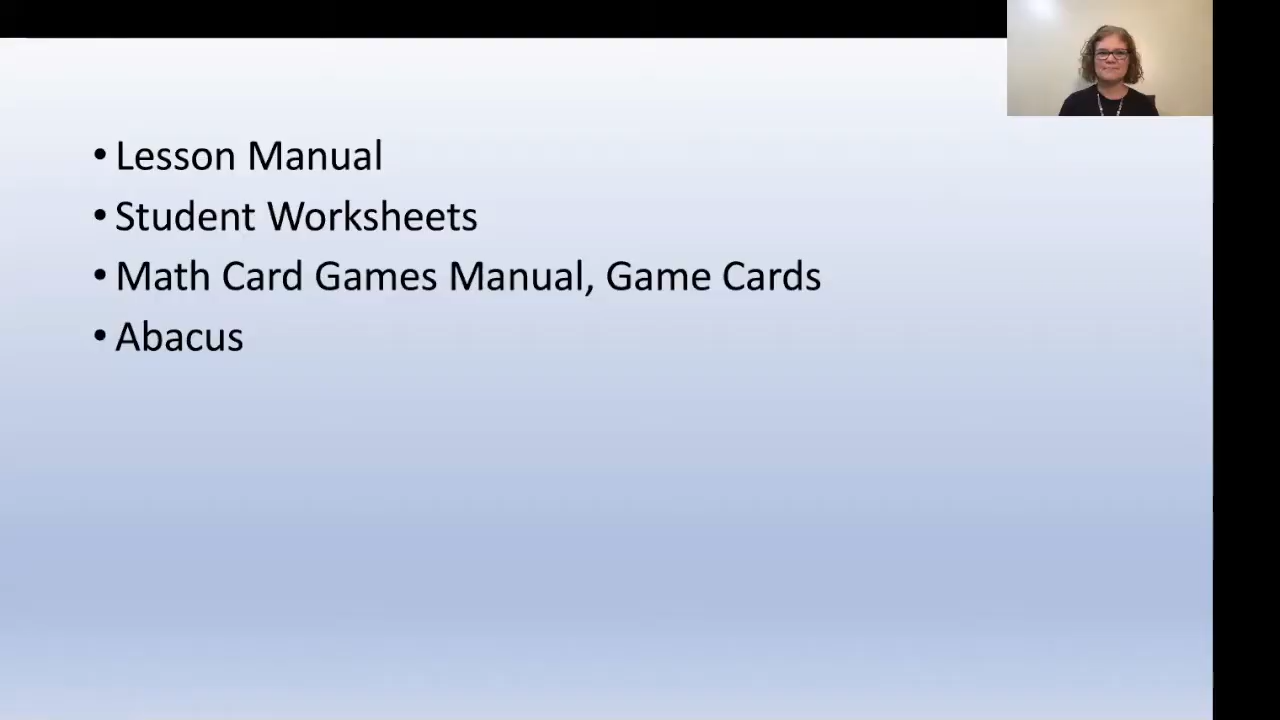 • Lesson Manual
• Student Worksheets
• Math Card Games Manual, Game Cards
• Abacus